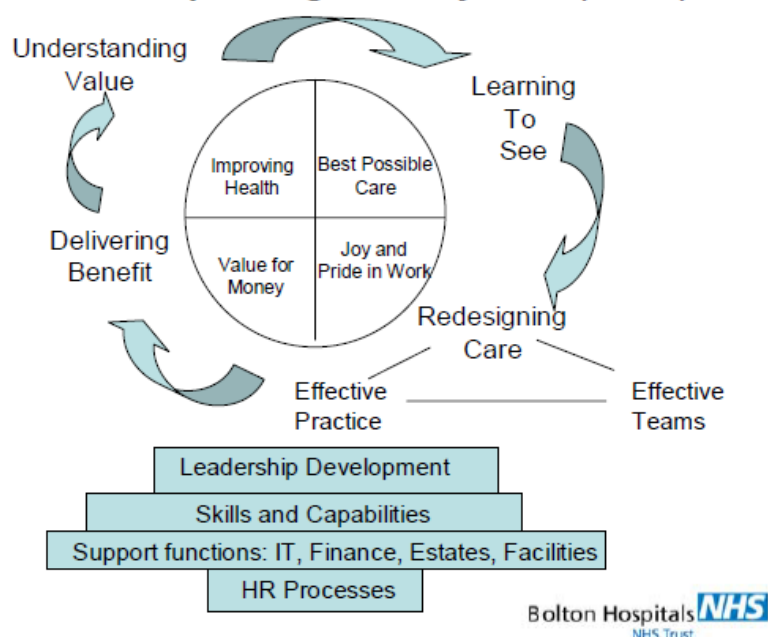 Understanding
Value
Learning
To
See
Improving
Health
Best Possible
Care
Delivering
Benefit
Value for
Money
Joy and
Pride in Work
Redesigning
Care
Effective
Practice
Effective
Teams
Leadership Development
Skills and Capabilities
Support functions: IT, Finance, Estates, Facilities
HR Processes
Bolton Hospitals NHS
NHS Trust